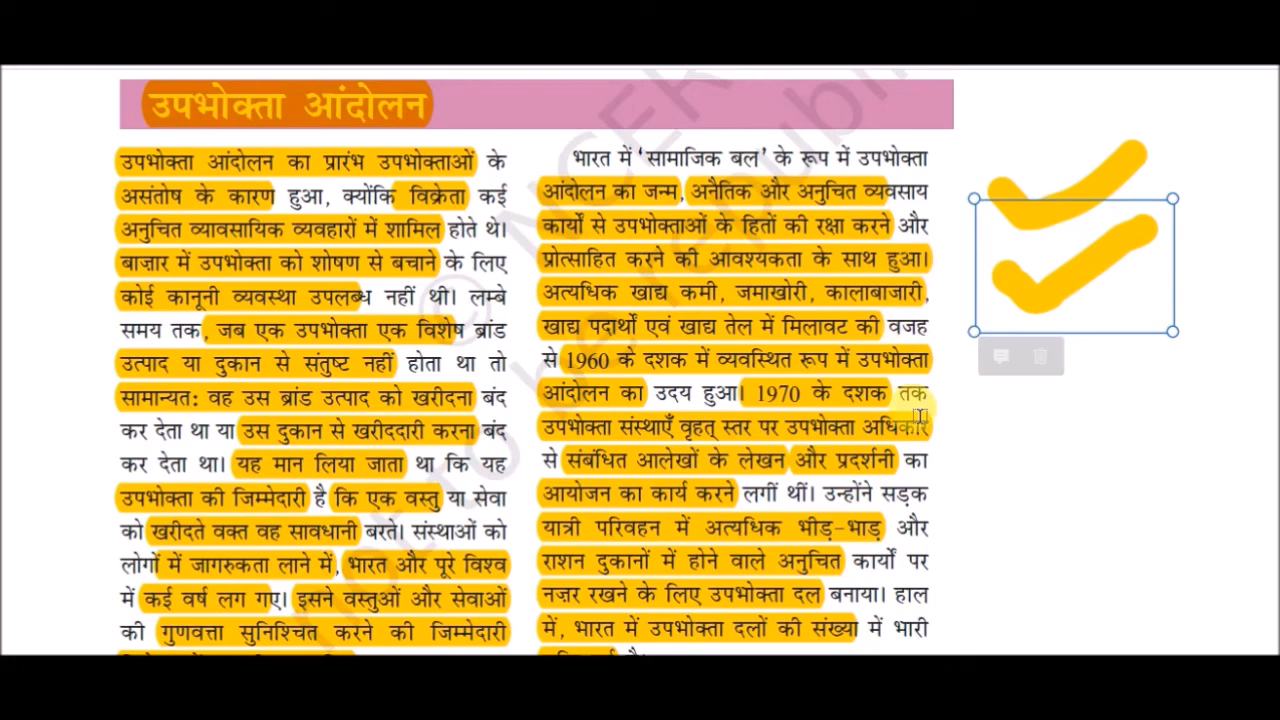 उपभोक्ता आंदोलन
उपभोक्ता आंदोलन का प्रारंभ उपभोक्ताओं के
असंतोष के कारण हुआ, क्योंकि विक्रेता कई
अनुचित व्यावसायिक व्यवहारों में शामिल होते थे।
बाजार में उपभोक्ता को शोषण से बचाने के लिए
कोई कानूनी व्यवस्था उपलब्ध नहीं थी। लम्बे
समय तक, जब एक उपभोक्ता एक विशेष ब्रांड
उत्पाद या दुकान से संतुष्ट नहीं होता था तो
सामान्यत: वह उस ब्रांड उत्पाद को खरीदना बंद
कर देता था या उस दुकान से खरीददारी करना बंद
कर देता था। यह मान लिया जाता था कि यह
उपभोक्ता की जिम्मेदारी है कि एक वस्तु या सेवा
को खरीदते वक्त वह सावधानी बरते। संस्थाओं को
लोगों में जागरुकता लाने में, भारत और पूरे विश्व
में कई वर्ष लग गए। इसने वस्तुओं और सेवाओं
की गुणवत्ता सुनिश्चित करने की जिम्मेदारी
भारत में ‘सामाजिक बल’ के रूप में उपभोक्ता
आंदोलन का जन्म, अनैतिक और अनुचित व्यवसाय
कार्यों से उपभोक्ताओं के हितों की रक्षा करने और
प्रोत्साहित करने की आवश्यकता के साथ हुआ।
अत्यधिक खाद्य कमी, जमाखोरी, कालाबाजारी,
खाद्य पदार्थों एवं खाद्य तेल में मिलावट की वजह
से 1960 के दशक में व्यवस्थित रूप में उपभोक्ता
आंदोलन का उदय हुआ। 1970 के दशक तक
उपभोक्ता संस्थाएँ वृहत् स्तर पर उपभोक्ता अधिकार
से संबंधित आलेखों के लेखन और प्रदर्शनी का
आयोजन का कार्य करने लगीं थीं। उन्होंने सड़क
यात्री परिवहन में अत्यधिक भीड़-भाड़ और
राशन दुकानों में होने वाले अनुचित कार्यों पर
नज़र रखने के लिए उपभोक्ता दल बनाया। हाल
में, भारत में उपभोक्ता दलों की संख्या में भारी
© NCER
not to be republi